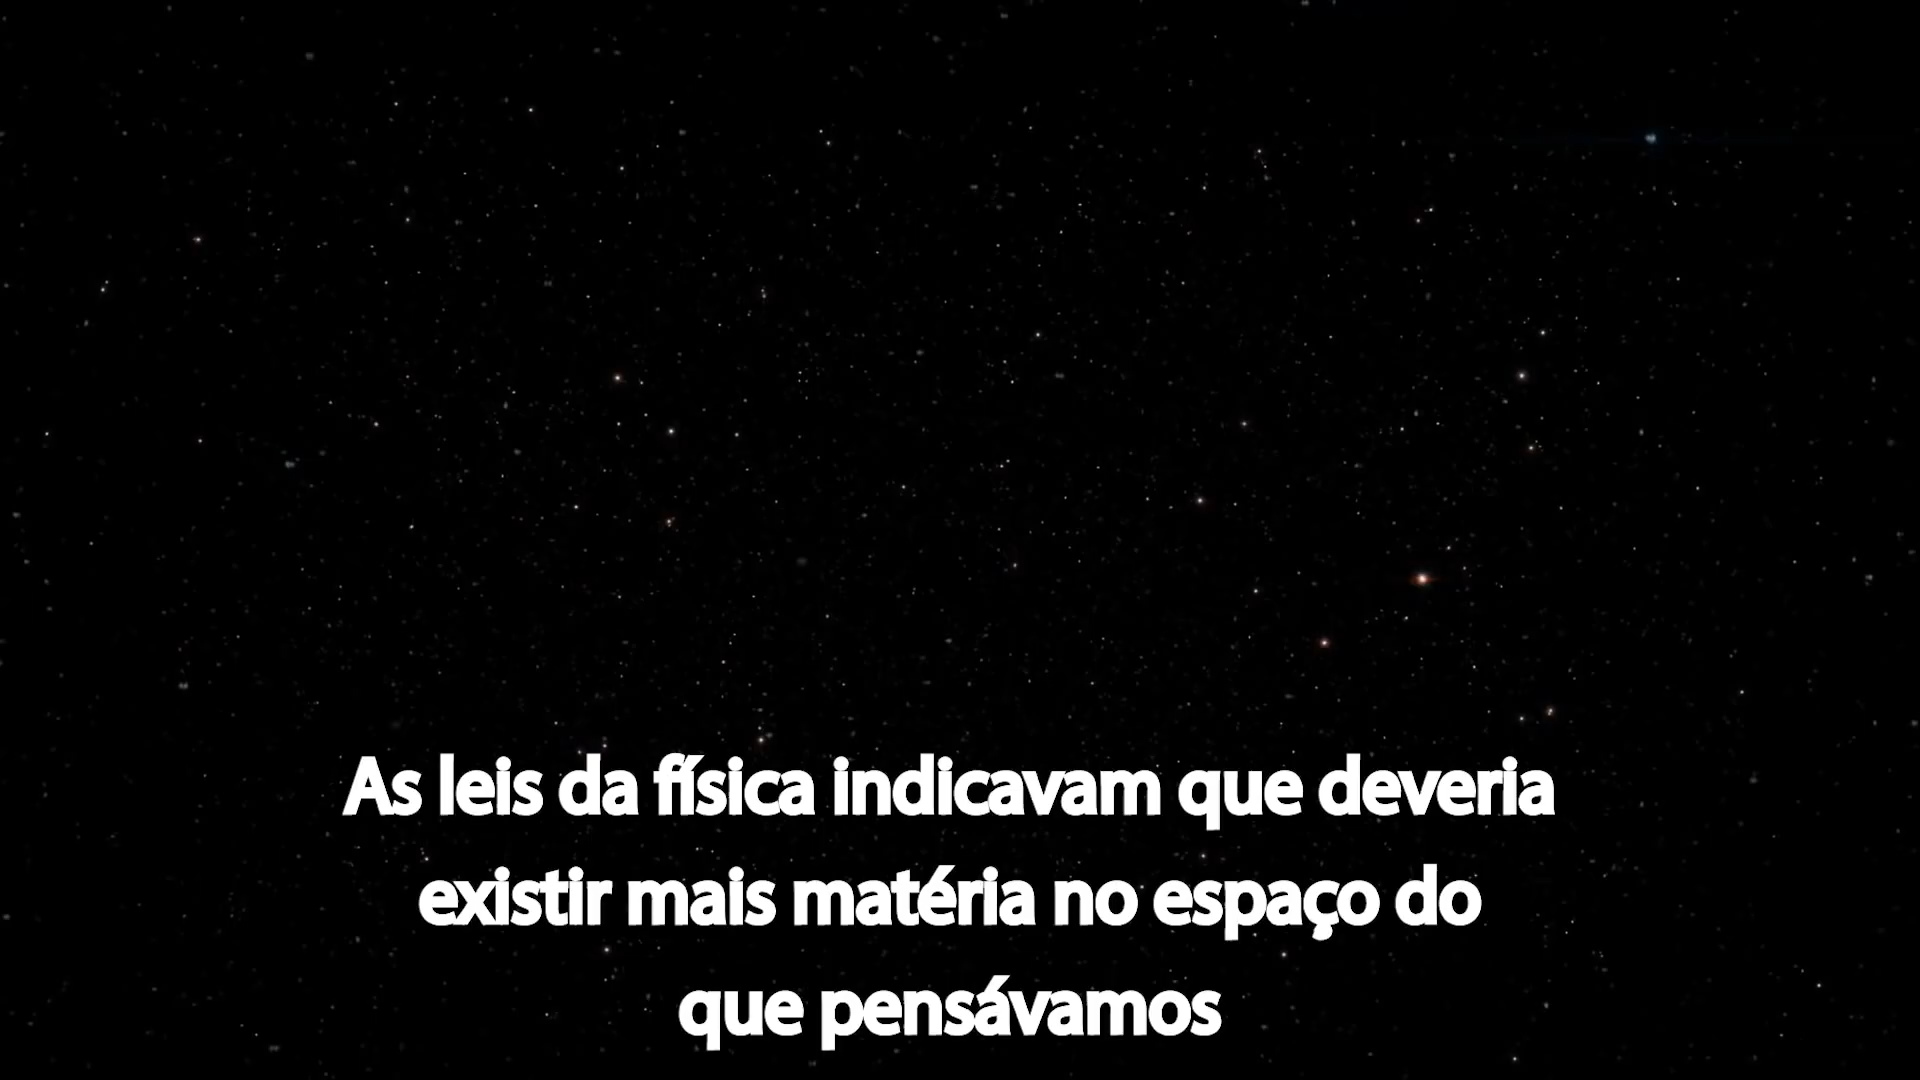 As leis da física indicavam que deveria
existir mais matéria no espaço do
que pensávamos